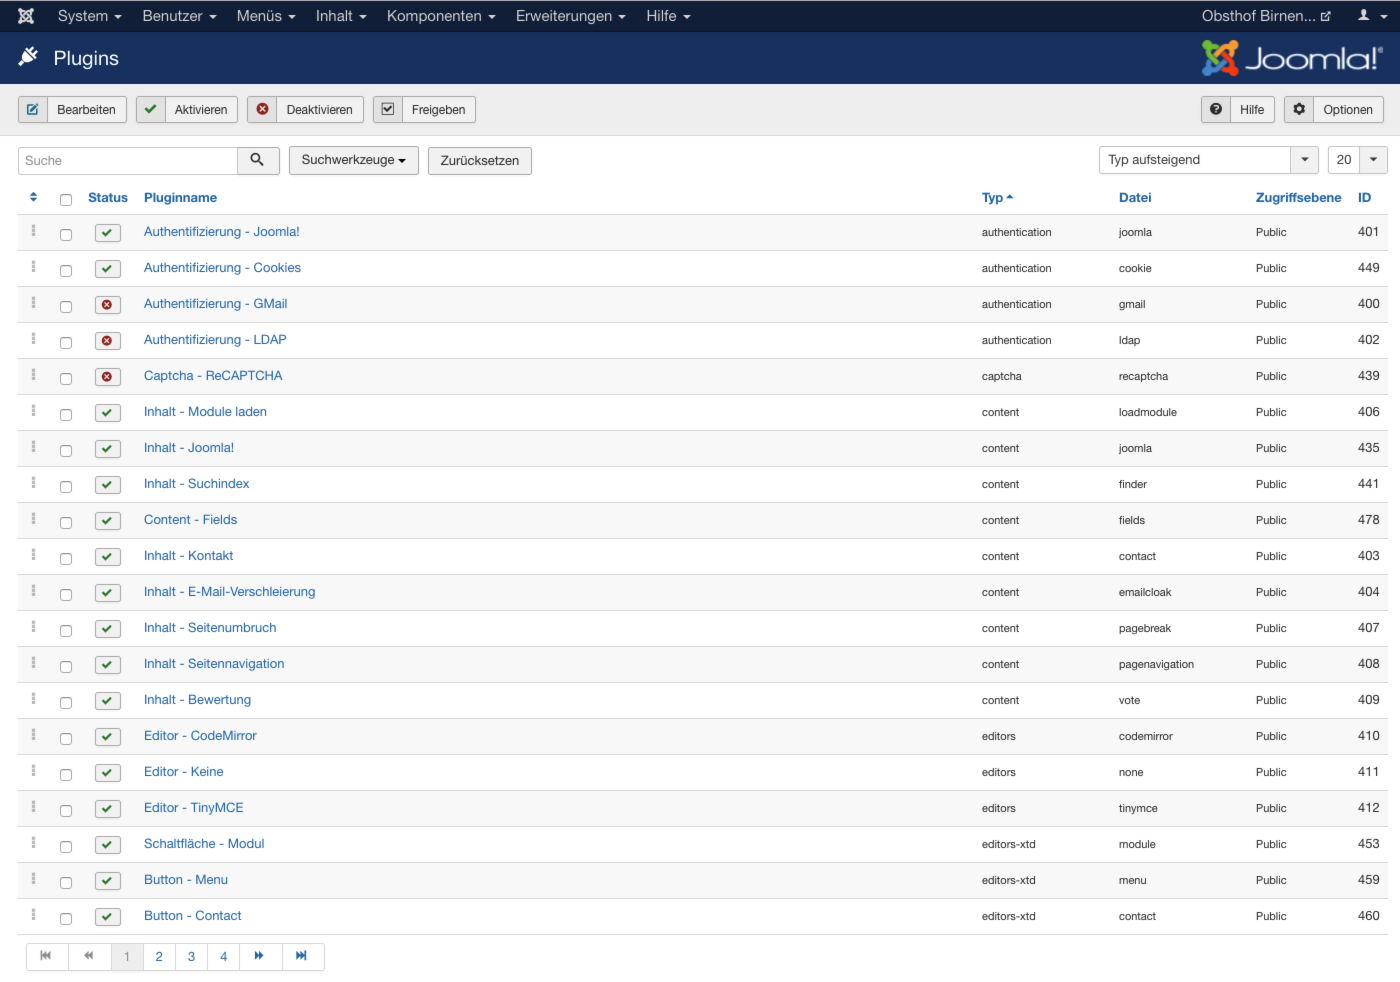 System Benutzer Menüs Inhalt Komponenten Erweiterungen Hilfe Obsthof Birnen...
Plugins Joomla!®
Bearbeiten Aktivieren Deaktivieren Freigeben Hilfe Optionen
Suche Suchwerkzeuge Zurücksetzen Typ aufsteigend 20
Status Pluginname Typ Datei Zugriffsebene ID
Authentifizierung - Joomla! authentication joomla Public 401
Authentifizierung - Cookies authentication cookie Public 449
Authentifizierung - GMail authentication gmail Public 400
Authentifizierung - LDAP authentication ldap Public 402
Captcha - ReCAPTCHA captcha recaptcha Public 439
Inhalt - Module laden content loadmodule Public 406
Inhalt - Joomla! content joomla Public 435
Inhalt - Suchindex content finder Public 441
Content - Fields content fields Public 478
Inhalt - Kontakt content contact Public 403
Inhalt - E-Mail-Verschleierung content emailcloak Public 404
Inhalt - Seitenumbruch content pagebreak Public 407
Inhalt - Seitennavigation content pagenavigation Public 408
Inhalt - Bewertung content vote Public 409
Editor - CodeMirror editors codemirror Public 410
Editor - Keine editors none Public 411
Editor - TinyMCE editors tinymce Public 412
Schaltfläche - Modul editors-xtd module Public 453
Button - Menu editors-xtd menu Public 459
Button - Contact editors-xtd contact Public 460
1 2 3 4